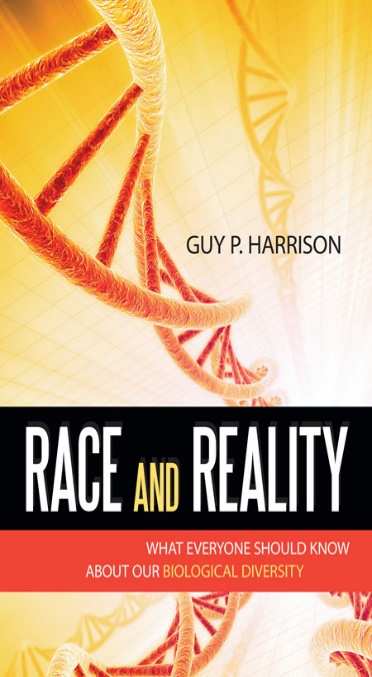 GUY P. HARRISON
RACE AND REALITY
WHAT EVERYONE SHOULD KNOW
ABOUT OUR BIOLOGICAL DIVERSITY